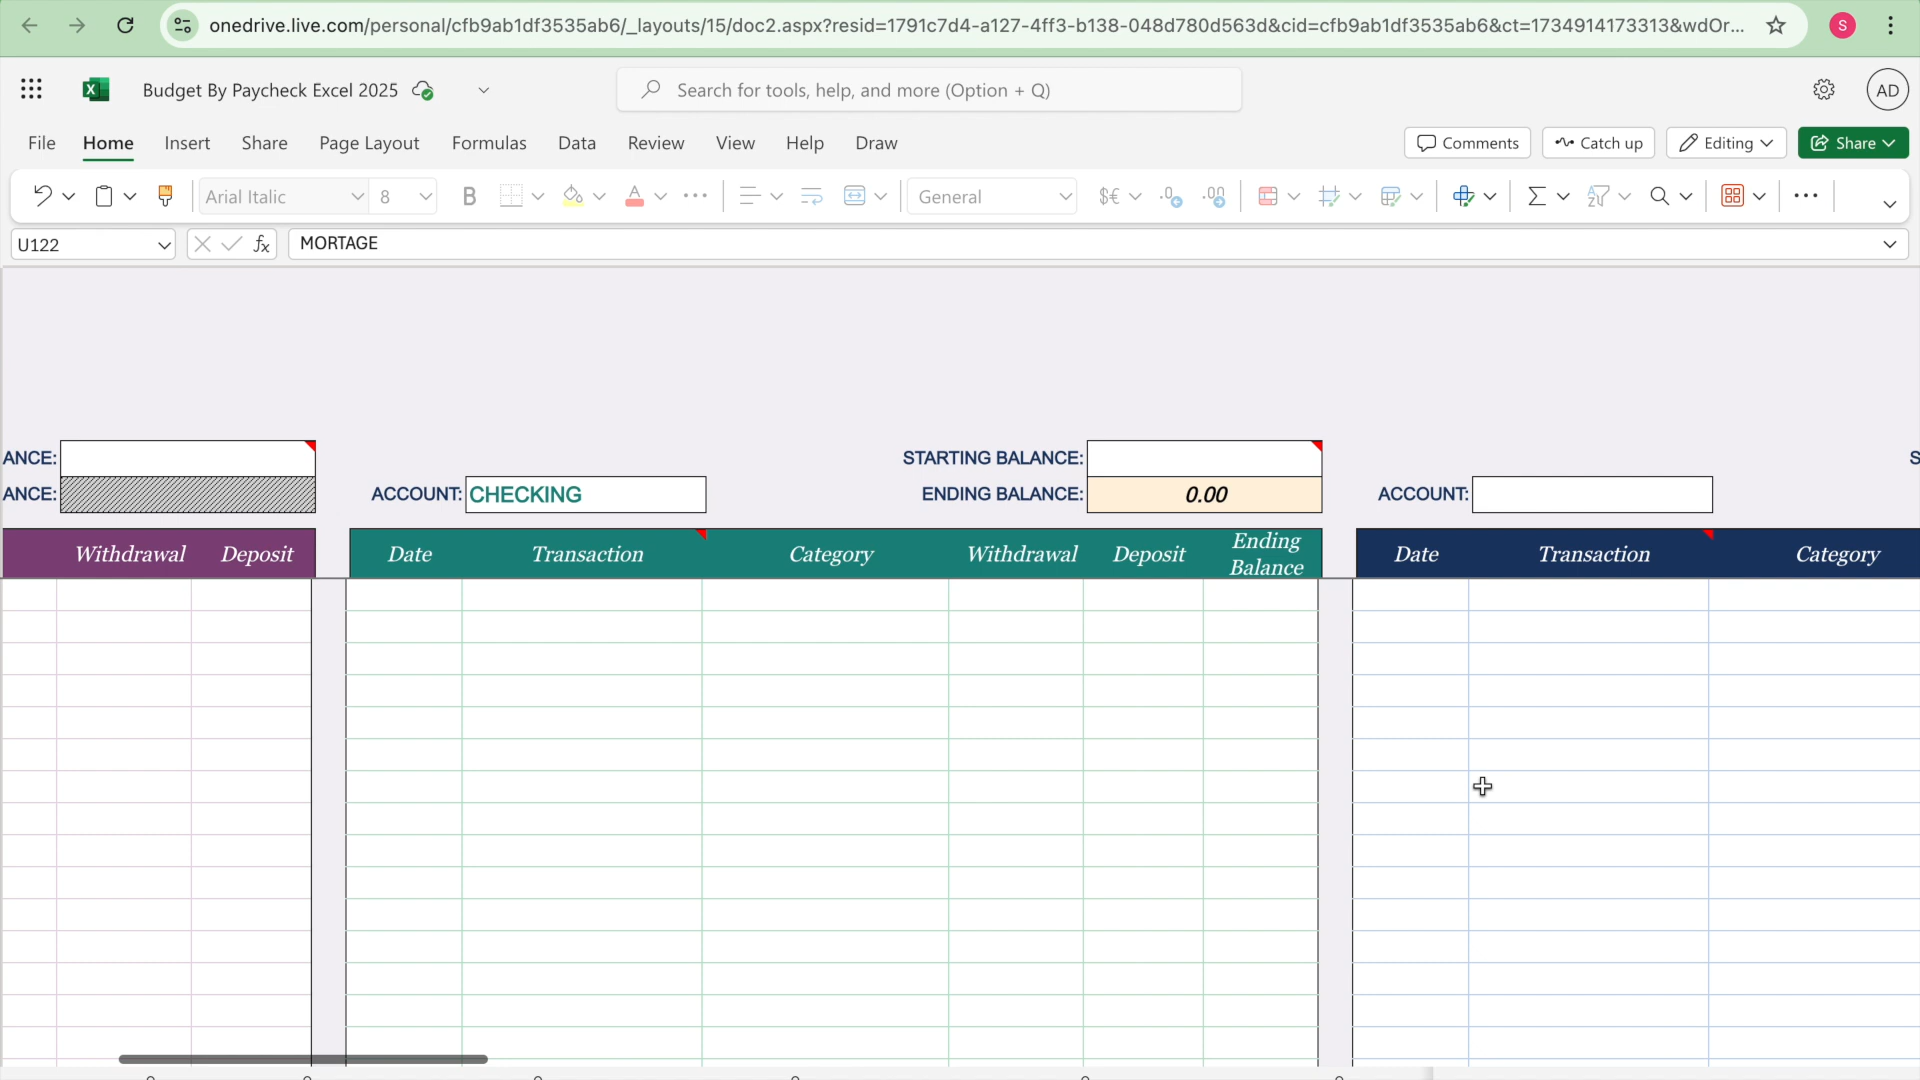 onedrive.live.com/personal/cfb9ab1df3535ab6/_layouts/15/doc2.aspx?resid=1791c7d4-a127-4ff3-b138-048d780d563d&cid=cfb9ab1df3535ab6&ct=1734914173313&wdOr...
S
Budget By Paycheck Excel 2025
Search for tools, help, and more (Option + Q)
AD
File Home Insert Share Page Layout Formulas Data Review View Help Draw
Comments Catch up Editing Share
Arial Italic 8 B A General $€ .00
U122 fx MORTAGE
ANCE: STARTING BALANCE: S
ANCE: ACCOUNT: CHECKING ENDING BALANCE: 0.00 ACCOUNT:
Withdrawal Deposit Date Transaction Category Withdrawal Deposit Ending Balance Date Transaction Category